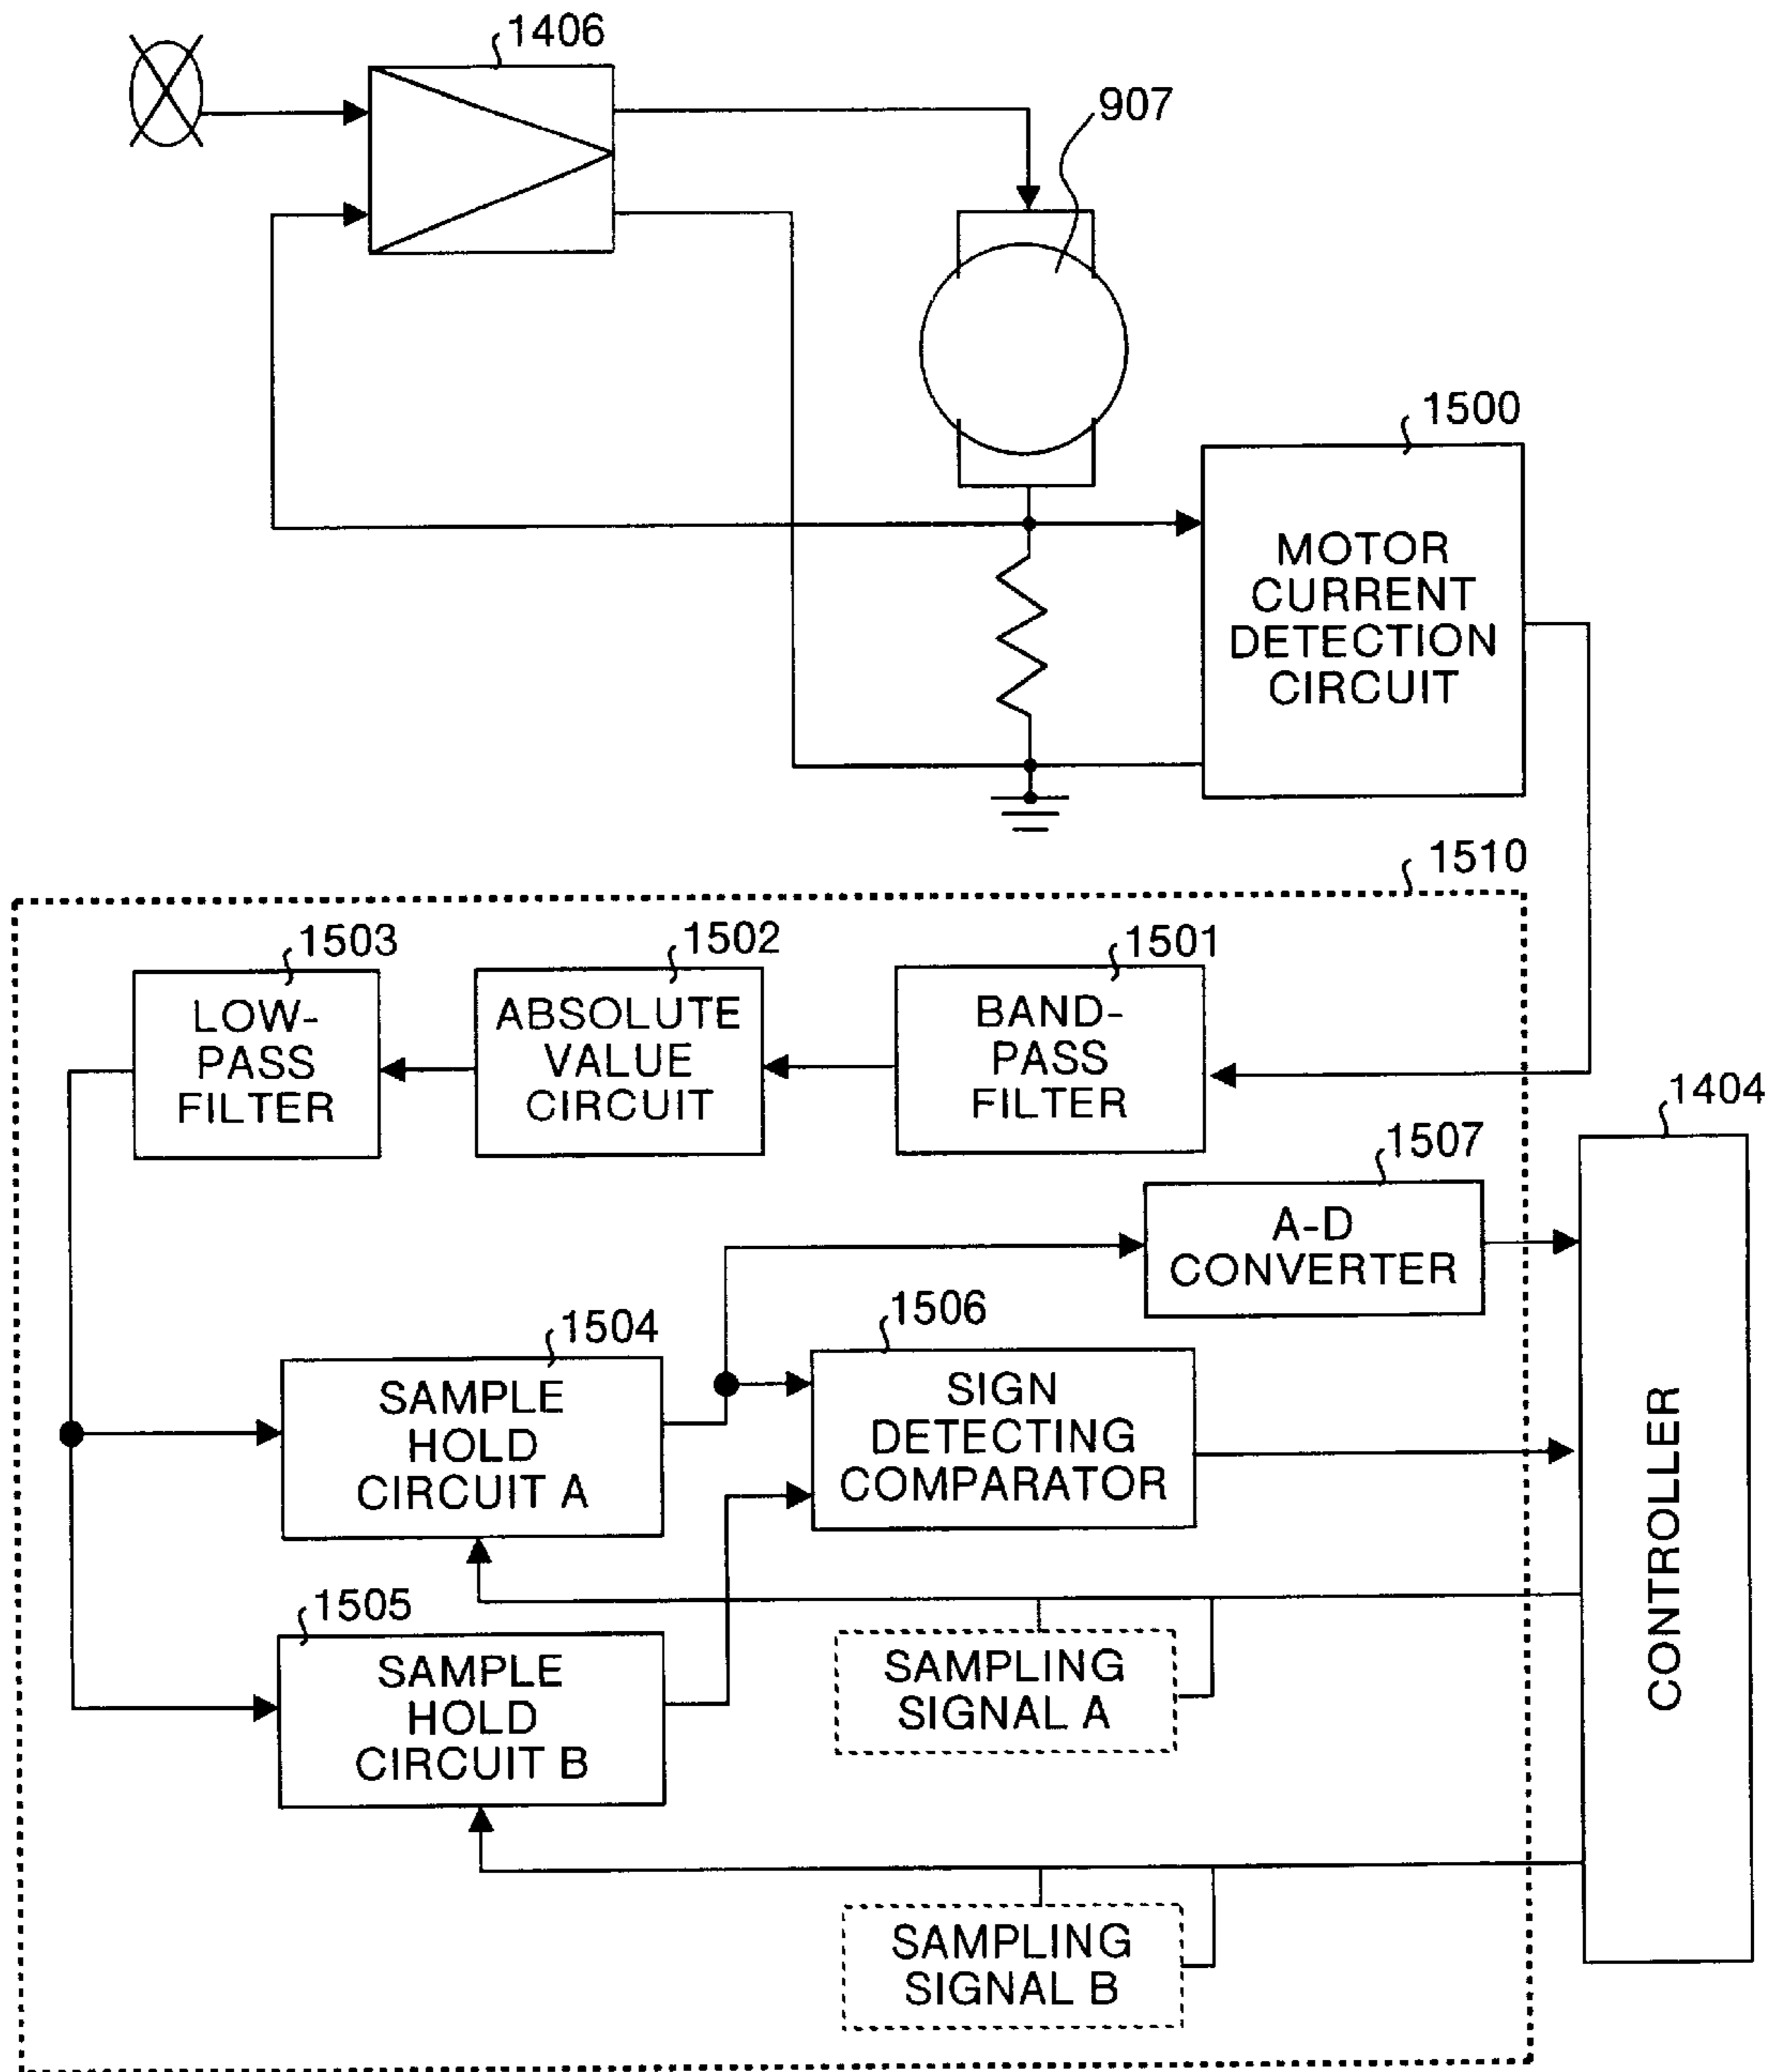 1406
907
1500
MOTOR
CURRENT
DETECTION
CIRCUIT
1510
1503
LOW-
PASS
FILTER
1502
ABSOLUTE
VALUE
CIRCUIT
1501
BAND-
PASS
FILTER
1404
CONTROLLER
1507
A-D
CONVERTER
1504
SAMPLE
HOLD
CIRCUIT A
1506
SIGN
DETECTING
COMPARATOR
1505
SAMPLE
HOLD
CIRCUIT B
SAMPLING
SIGNAL A
SAMPLING
SIGNAL B